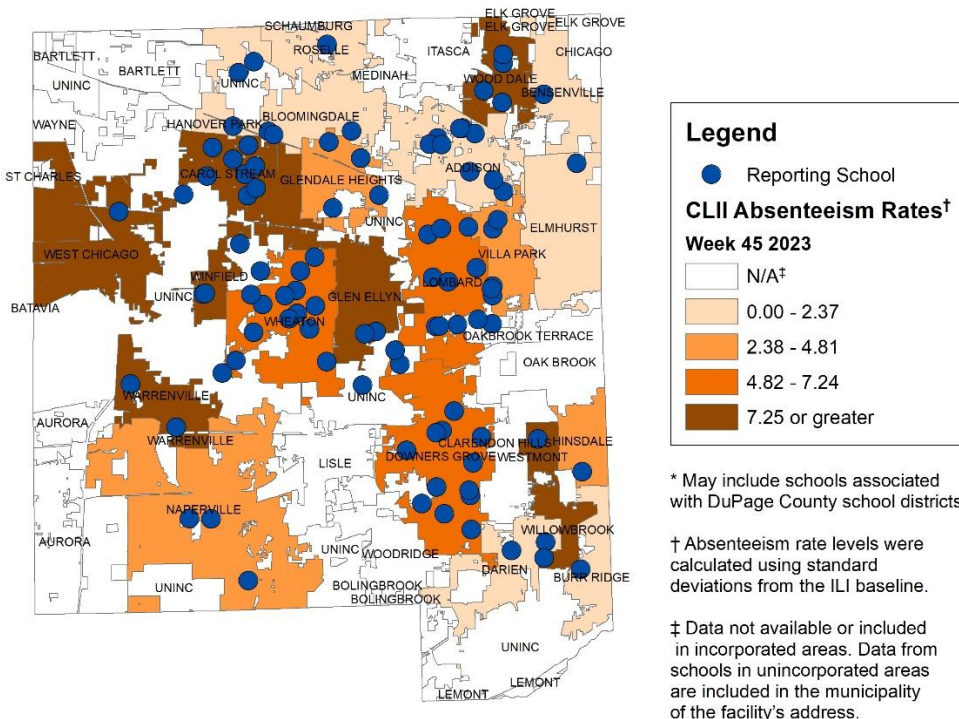 ELK GROVE
ELK GROVE
ELK GROVE
SCHAUMBURG
ROSELLE
ITASCA
CHICAGO
BARTLETT
BARTLETT
MEDINAH
UNINC
UNINC
WOOD DALE
BENSENVILLE
WAYNE
HANOVER PARK
BLOOMINGDALE
ADDISON
ST CHARLES
CAROL STREAM
GLENDALE HEIGHTS
UNINC
ELMHURST
WEST CHICAGO
VILLA PARK
WINFIELD
LOMBARD
BATAVIA
UNINC
GLEN ELLYN
WHEATON
OAKBROOK TERRACE
OAK BROOK
UNINC
WARRENVILLE
AURORA
WARRENVILLE
CLARENDON HILLS
HINSDALE
DOWNERS GROVE
WESTMONT
LISLE
NAPERVILLE
WILLOWBROOK
AURORA
UNINC
WOODRIDGE
DARIEN
BURR RIDGE
UNINC
BOLINGBROOK
BOLINGBROOK
UNINC
LEMONT
LEMONT
Legend
Reporting School
CLII Absenteeism Rates†
Week 45 2023
N/A‡
0.00 - 2.37
2.38 - 4.81
4.82 - 7.24
7.25 or greater
* May include schools associated
with DuPage County school districts
† Absenteeism rate levels were
calculated using standard
deviations from the ILI baseline.
‡ Data not available or included
in incorporated areas. Data from
schools in unincorporated areas
are included in the municipality
of the facility's address.